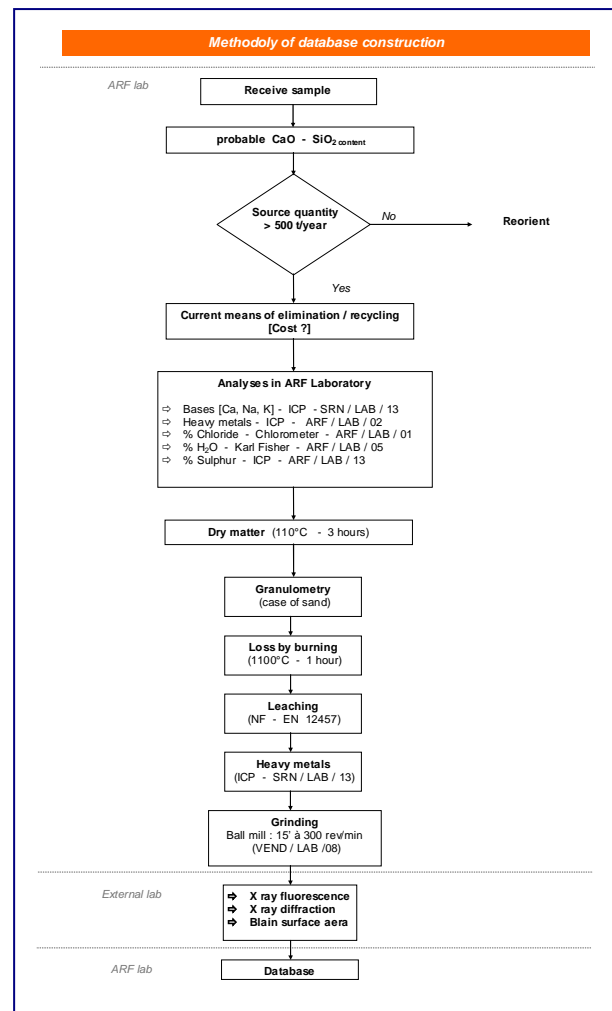 Methodoly of database construction
ARF lab
Receive sample
probable CaO - SiO2 content
Source quantity
> 500 t/year
No
Reorient
Yes
Current means of elimination / recycling
[Cost ?]
Analyses in ARF Laboratory
⇨ Bases [Ca, Na, K] - ICP - SRN / LAB / 13
⇨ Heavy metals - ICP - ARF / LAB / 02
⇨ % Chloride - Chlorometer - ARF / LAB / 01
⇨ % H2O - Karl Fisher - ARF / LAB / 05
⇨ % Sulphur - ICP - ARF / LAB / 13
Dry matter (110°C - 3 hours)
Granulometry
(case of sand)
Loss by burning
(1100°C - 1 hour)
Leaching
(NF - EN 12457)
Heavy metals
(ICP - SRN / LAB / 13)
Grinding
Ball mill : 15' à 300 rev/min
(VEND / LAB /08)
External lab
⇨ X ray fluorescence
⇨ X ray diffraction
⇨ Blain surface aera
ARF lab
Database